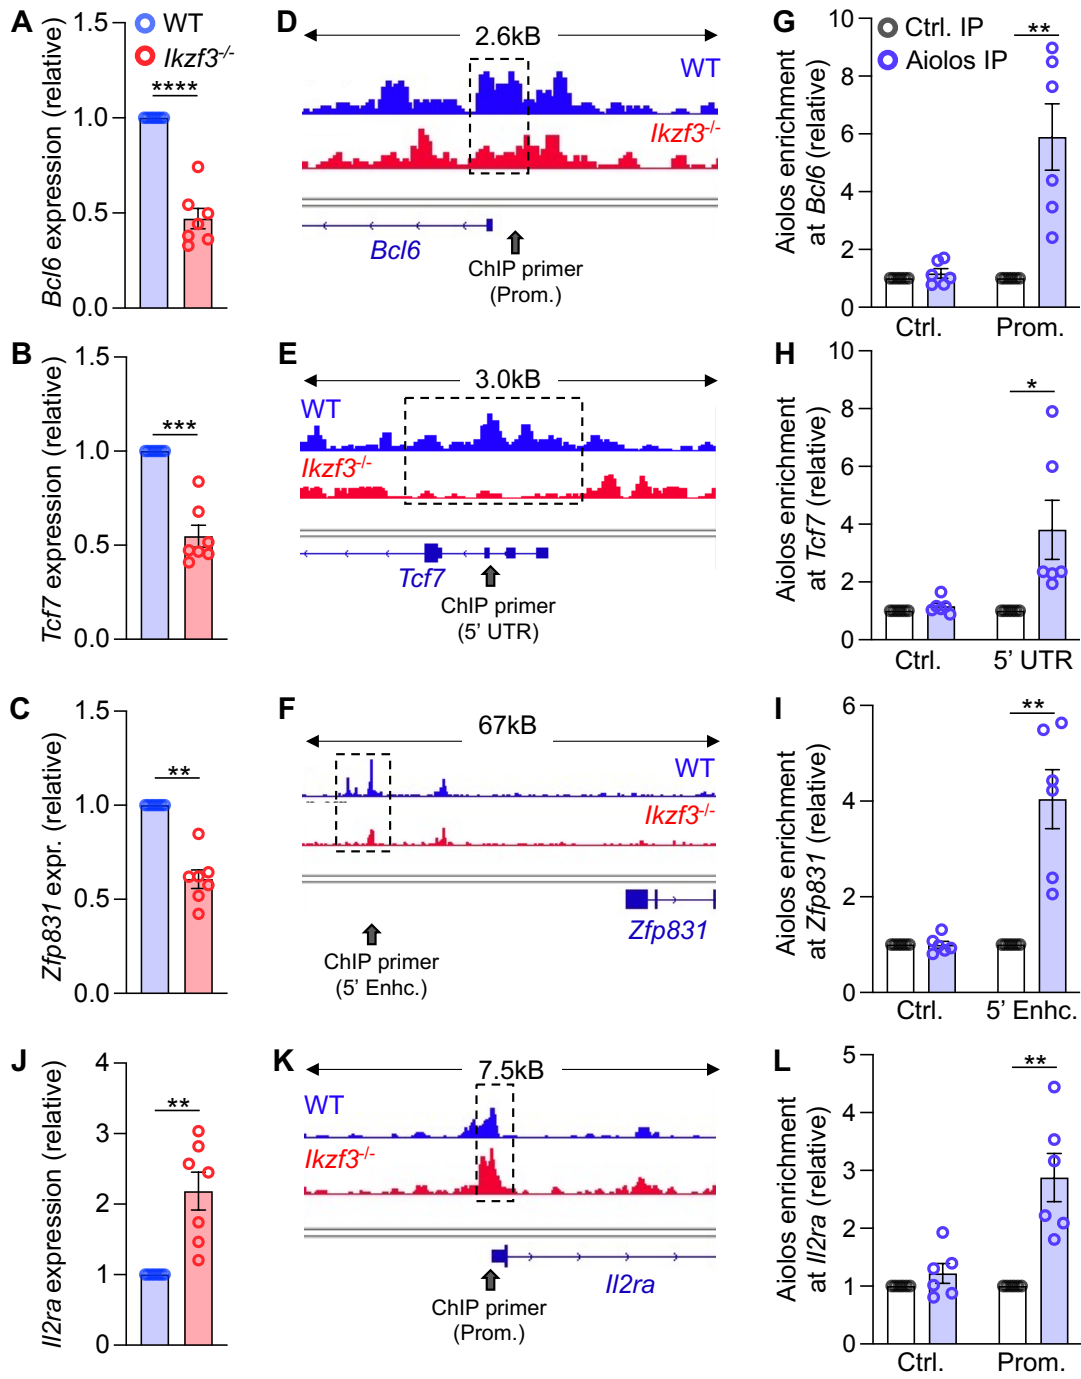 A
Bcl6 expression (relative)
1.5
1.0
0.5
0.0
WT
Ikzf3-/-
****
D
2.6kB
WT
Ikzf3-/-
Bcl6
ChIP primer
(Prom.)
G
Aiolos enrichment
at Bcl6 (relative)
10
8
6
4
2
0
Ctrl. IP
Aiolos IP
**
Ctrl.
Prom.
B
Tcf7 expression (relative)
1.5
1.0
0.5
0.0
***
E
3.0kB
WT
Ikzf3-/-
Tcf7
ChIP primer
(5’ UTR)
H
Aiolos enrichment
at Tcf7 (relative)
10
8
6
4
2
0
*
Ctrl.
5’ UTR
C
Zfp831 expr. (relative)
1.5
1.0
0.5
0.0
**
F
67kB
WT
Ikzf3-/-
Zfp831
ChIP primer
(5’ Enhc.)
I
Aiolos enrichment
at Zfp831 (relative)
6
4
2
0
**
Ctrl.
5’ Enhc.
J
Il2ra expression (relative)
4
3
2
1
0
**
K
7.5kB
WT
Ikzf3-/-
Il2ra
ChIP primer
(Prom.)
L
Aiolos enrichment
at Il2ra (relative)
5
4
3
2
1
0
**
Ctrl.
Prom.